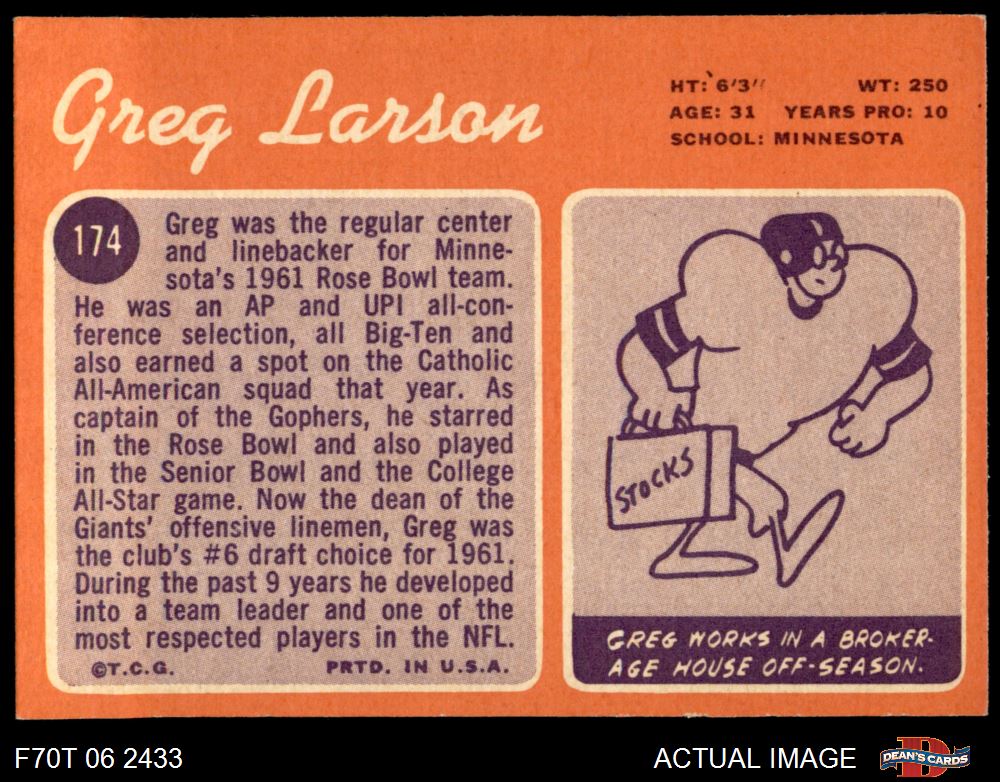 Greg Larson
HT: 6'3" WT: 250
AGE: 31 YEARS PRO: 10
SCHOOL: MINNESOTA
174
Greg was the regular center
and linebacker for Minne-
sota's 1961 Rose Bowl team.
He was an AP and UPI all-con-
ference selection, all Big-Ten and
also earned a spot on the Catholic
All-American squad that year. As
captain of the Gophers, he starred
in the Rose Bowl and also played
in the Senior Bowl and the College
All-Star game. Now the dean of the
Giants' offensive linemen, Greg was
the club's #6 draft choice for 1961.
During the past 9 years he developed
into a team leader and one of the
most respected players in the NFL.
©T.C.G. PRTD. IN U.S.A.
STOCKS
GREG WORKS IN A BROKER-
AGE HOUSE OFF-SEASON.
F70T 06 2433 ACTUAL IMAGE
DEAN'S CARDS